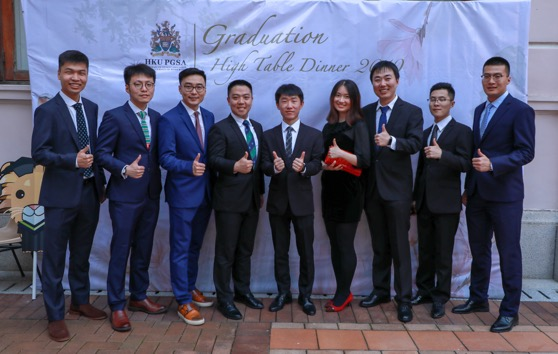 HKU PGSA
Graduation
High Table Dinner